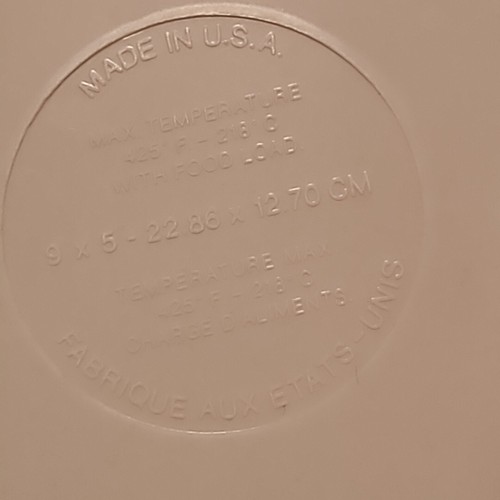 MADE IN U.S.A.
MAX. TEMPERATURE
425° F - 218° C
WITH FOOD LOAD.
9 x 5 - 22.86 x 12.70 CM
TEMPERATURE MAX
425° F - 218° C
CHARGE D'ALIMENTS
FABRIQUE AUX ETATS-UNIS